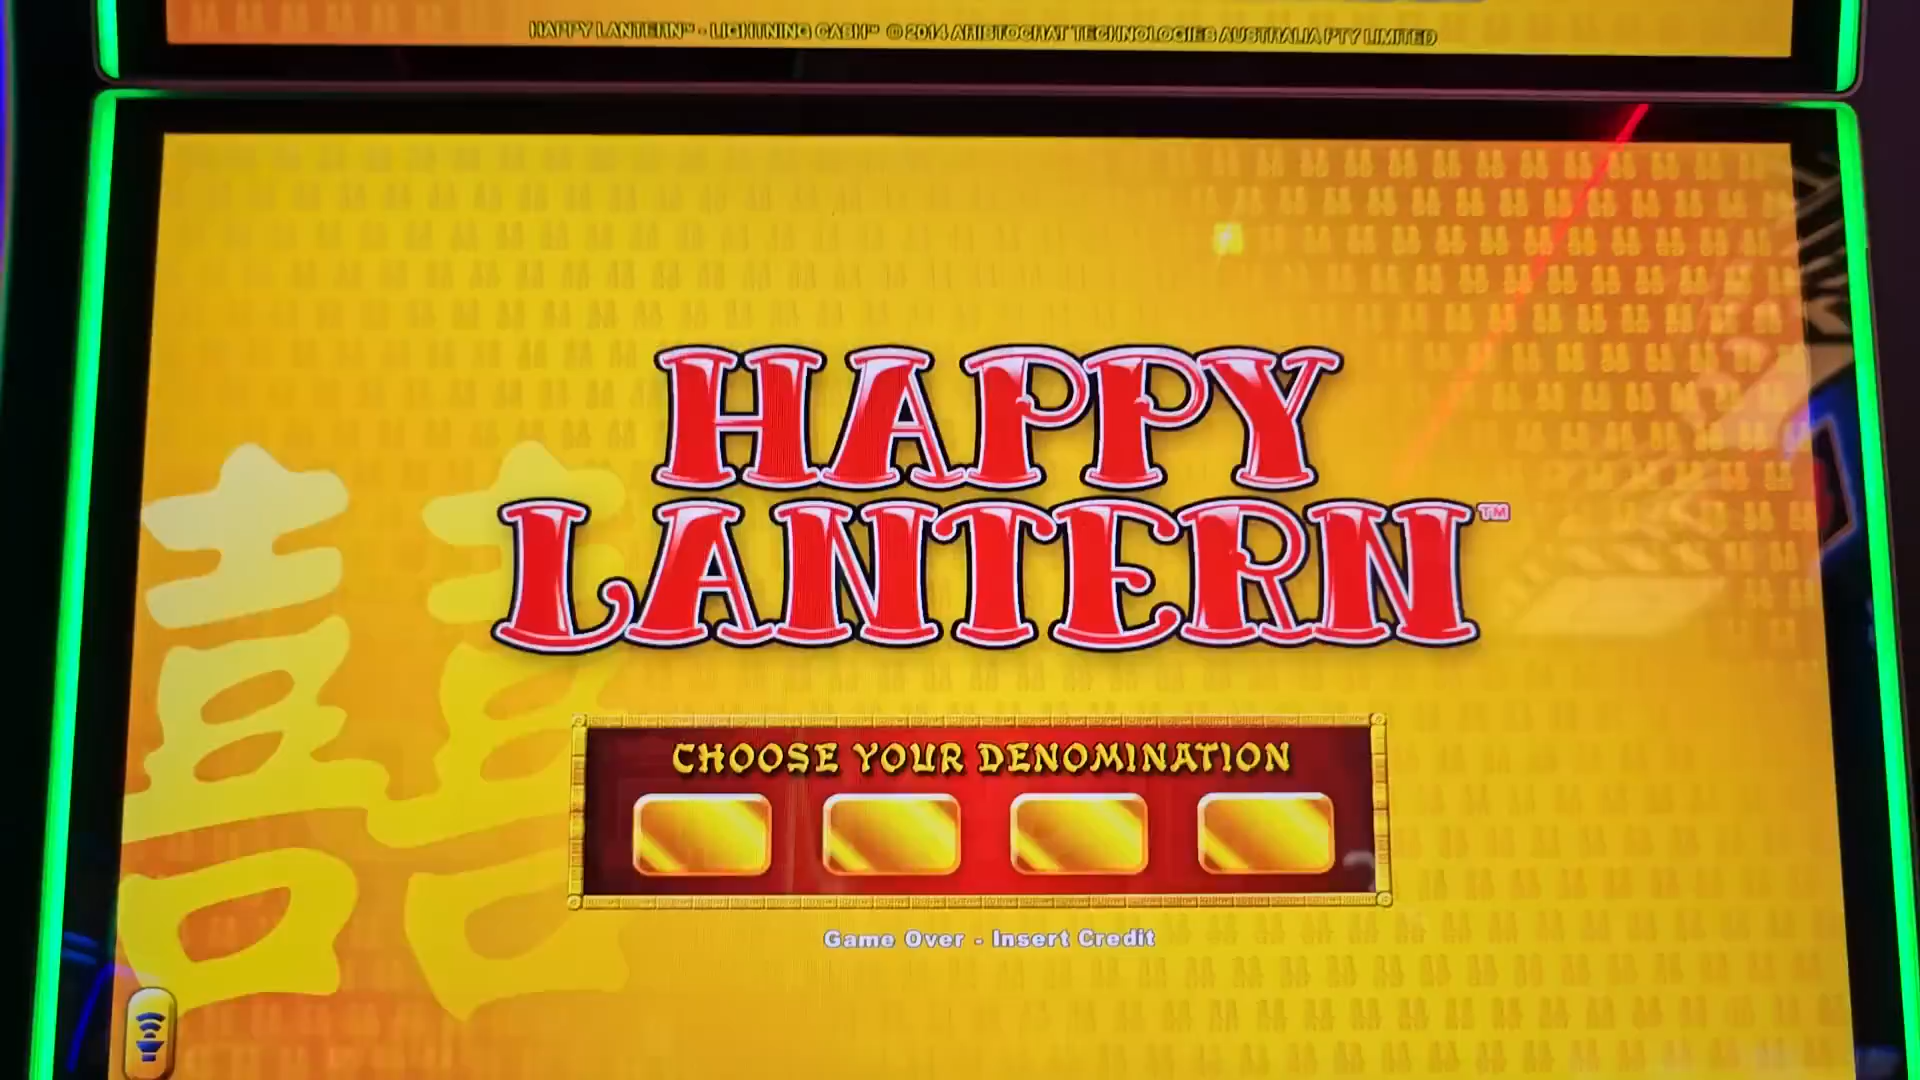 HAPPY LANTERN™ - LIGHTNING CASH™ © 2014 ARISTOCRAT TECHNOLOGIES AUSTRALIA PTY LIMITED
HAPPY
LANTERN™
囍
CHOOSE YOUR DENOMINATION
Game Over - Insert Credit